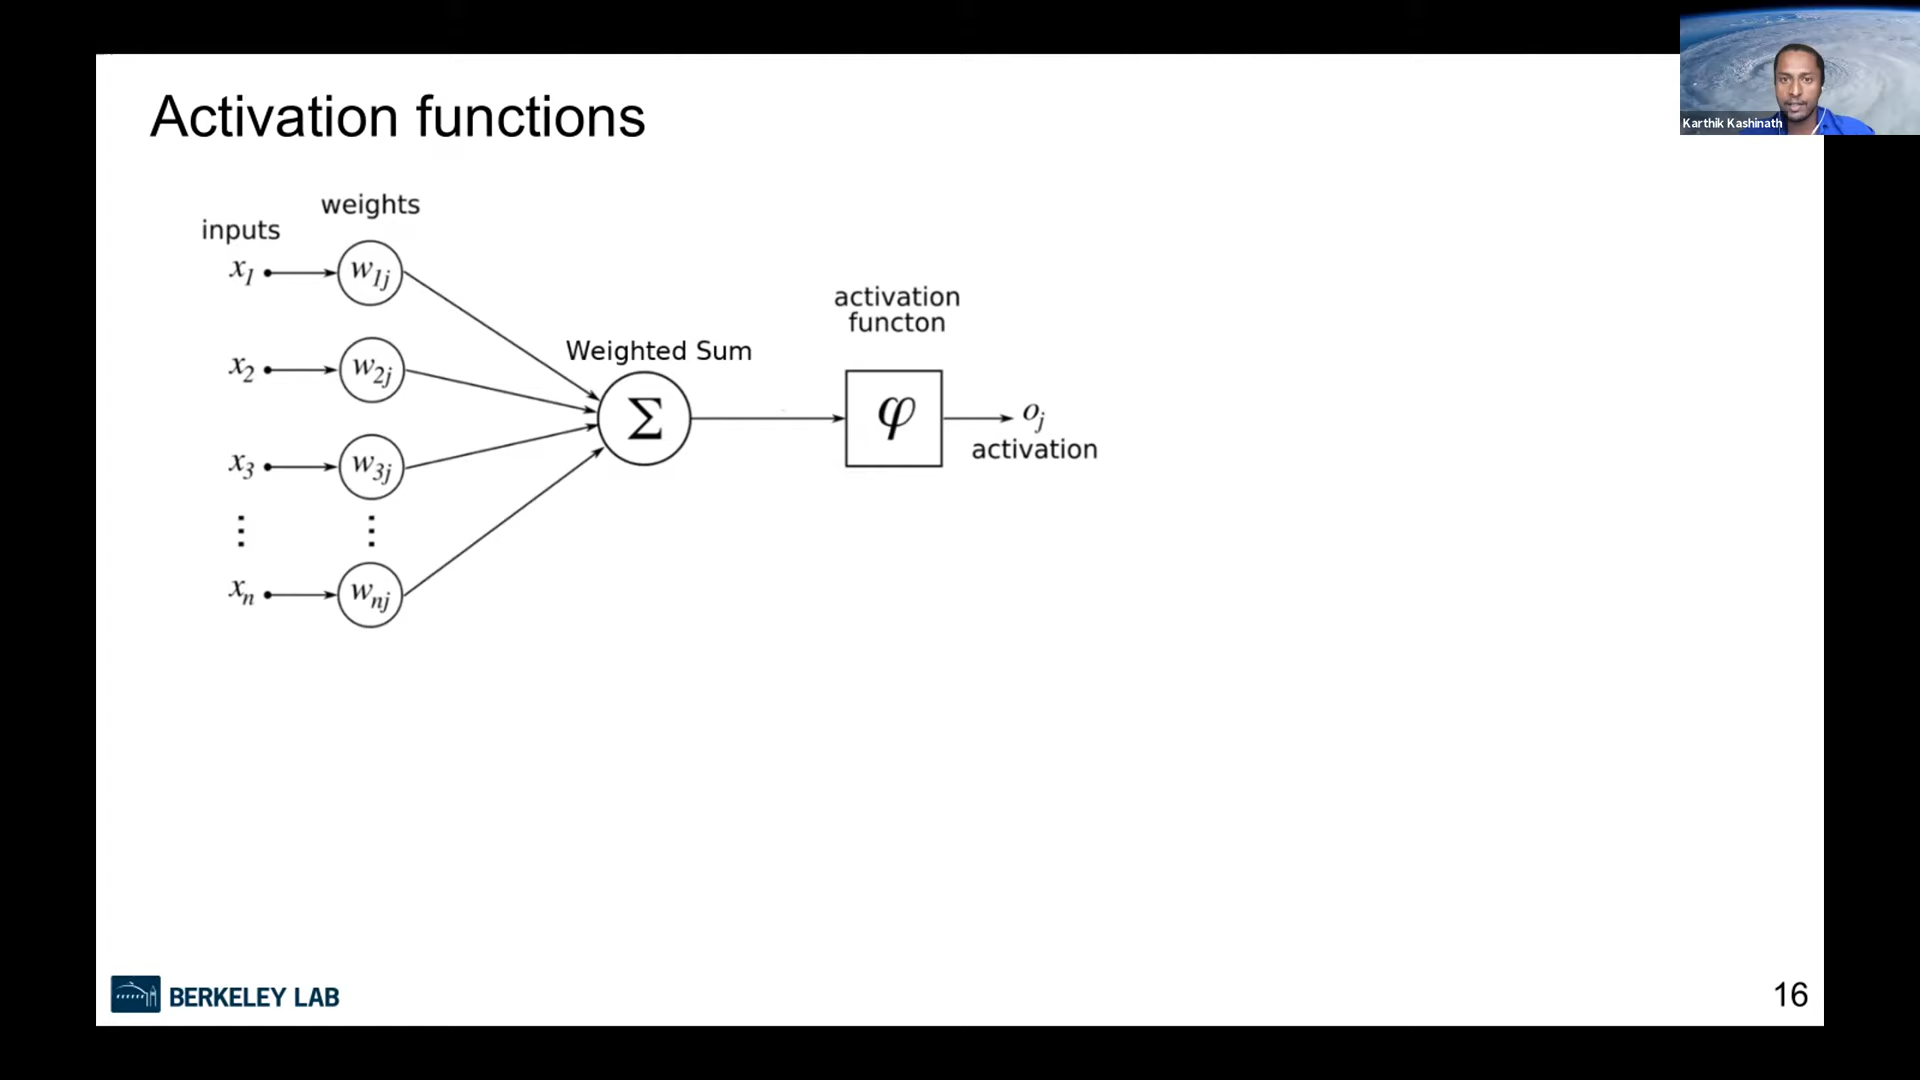 Karthik Kashinath
Activation functions
weights
inputs
x1 w1j
activation
functon
Weighted Sum
x2 w2j
Σ φ oj
activation
x3 w3j
⋮ ⋮
xn wnj
BERKELEY LAB
16